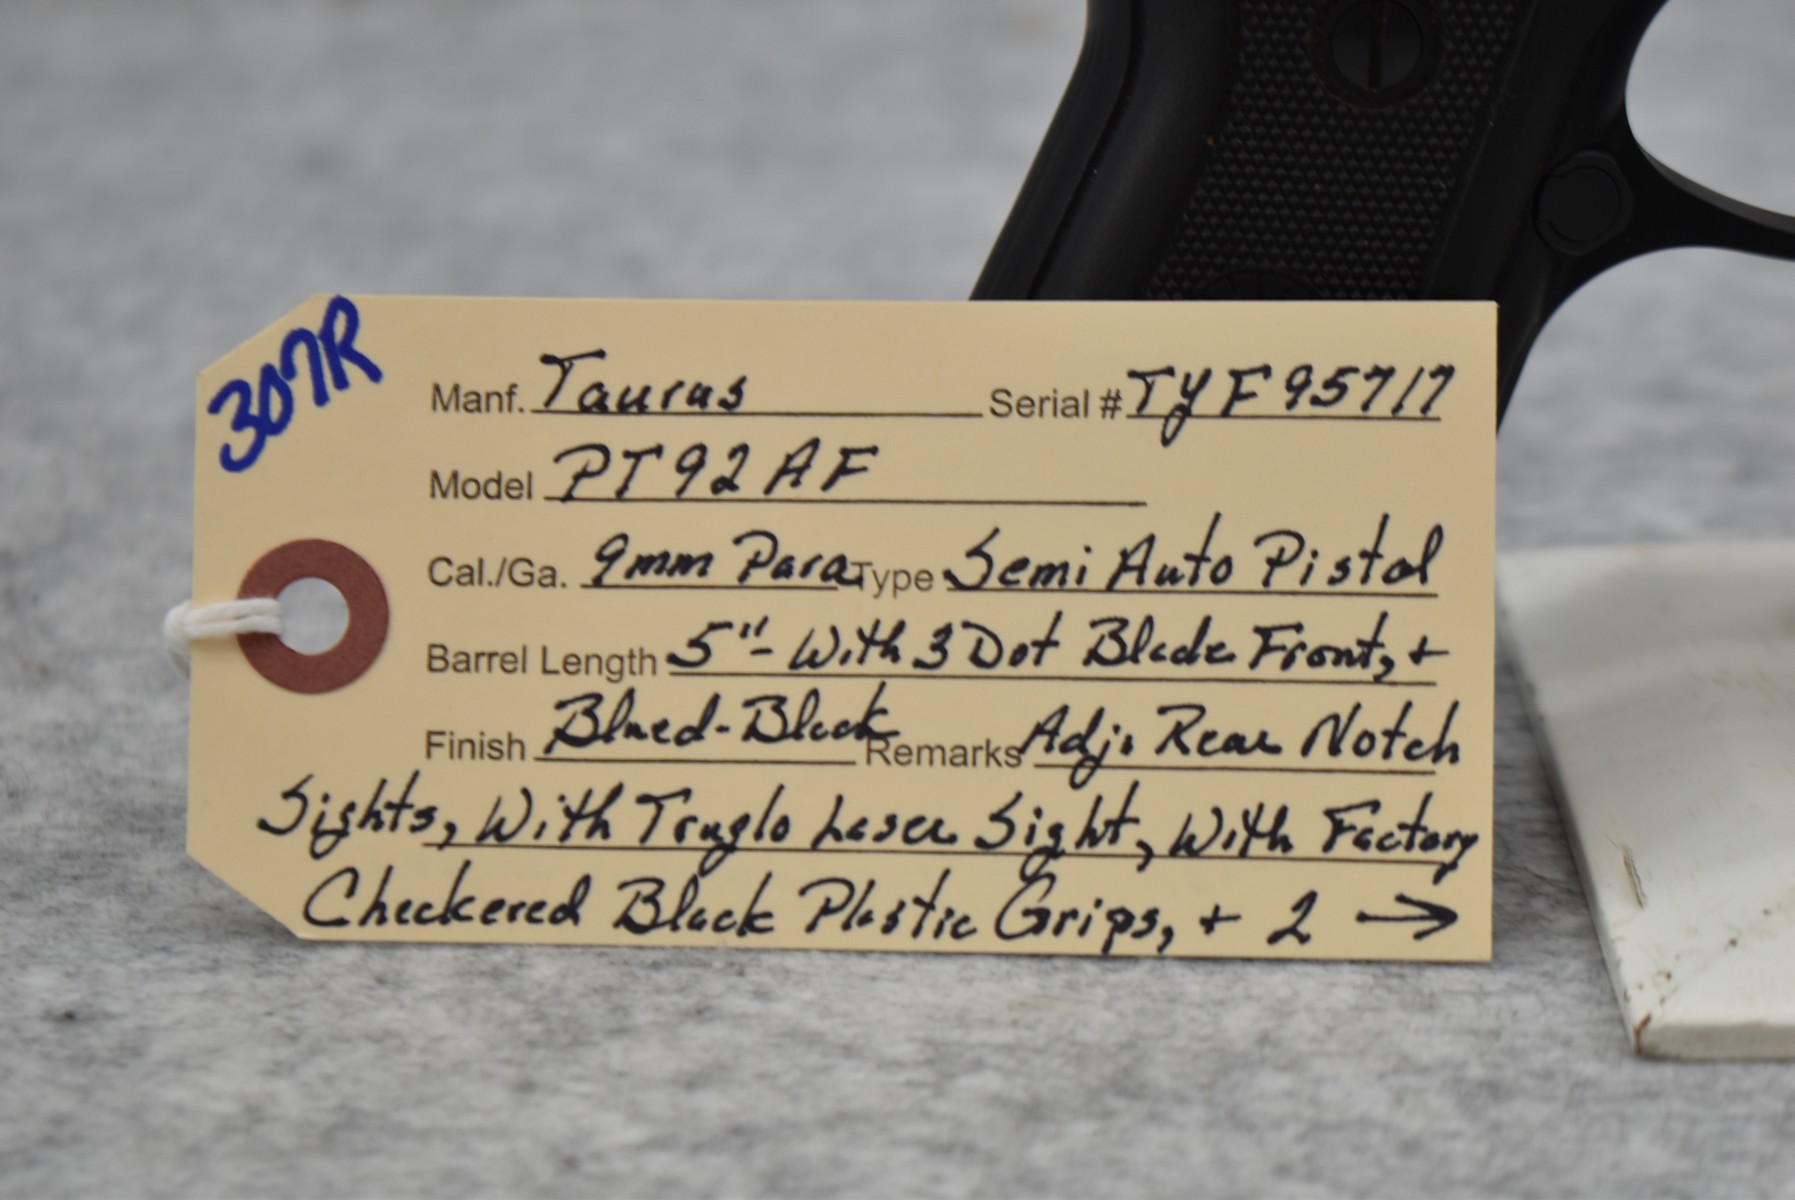 307R
Manf. Taurus Serial # TYF95717
Model PT92AF
Cal./Ga. 9mm Para Type Semi Auto Pistol
Barrel Length 5"- With 3 Dot Blade Front, +
Finish Blued-Black Remarks Adj. Rear Notch
Sights, With Truglo Laser Sight, With Factory
Checkered Black Plastic Grips, + 2 →